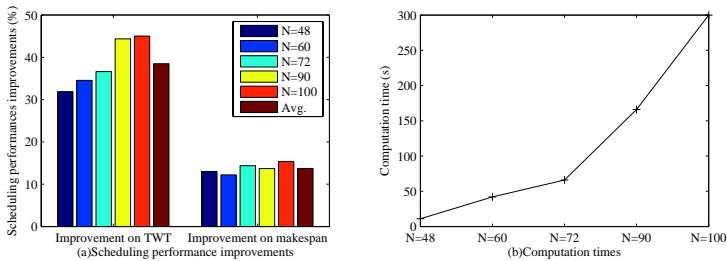 Scheduling performances improvements (%)
50
40
30
20
10
0
N=48
N=60
N=72
N=90
N=100
Avg.
Improvement on TWT
Improvement on makespan
(a)Scheduling performance improvements
Computation time (s)
300
250
200
150
100
50
0
N=48
N=60
N=72
N=90
N=100
(b)Computation times